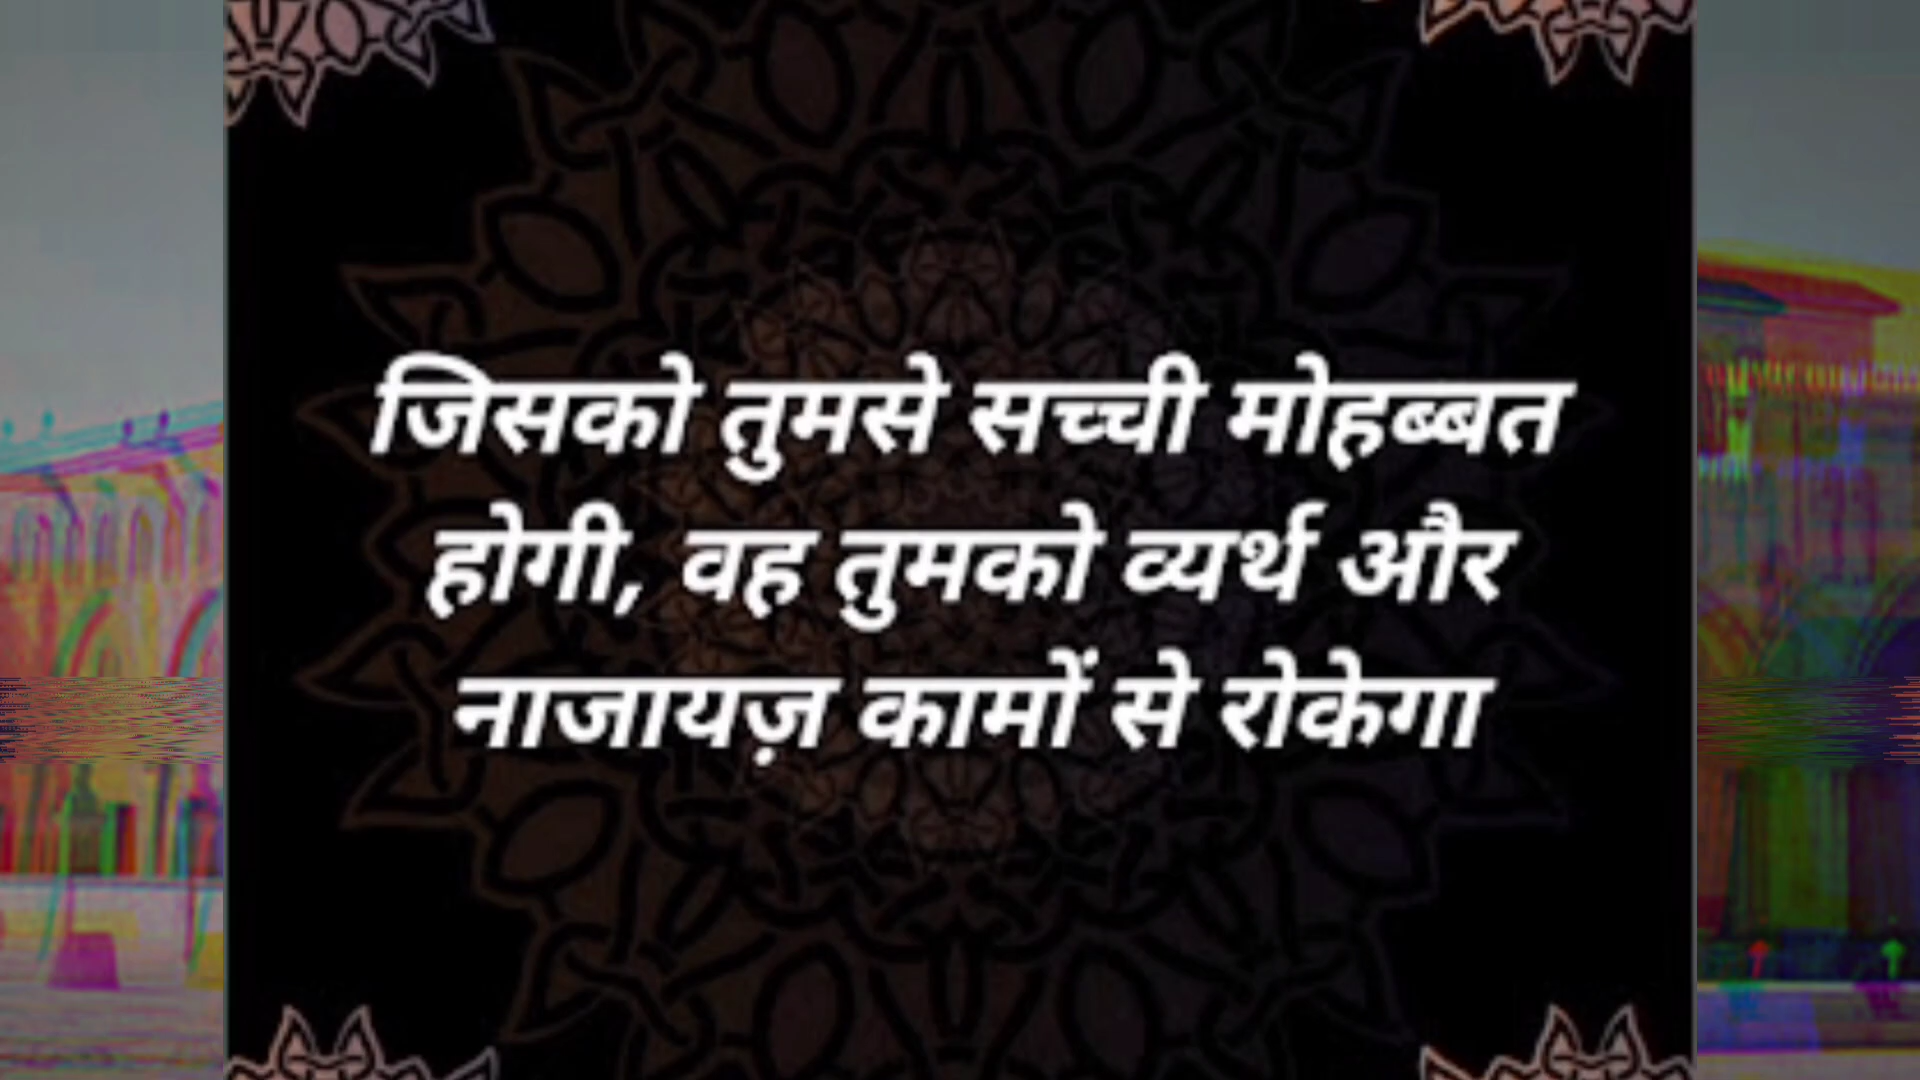 जिसको तुमसे सच्ची मोहब्बत
होगी, वह तुमको व्यर्थ और
नाजायज़ कामों से रोकेगा